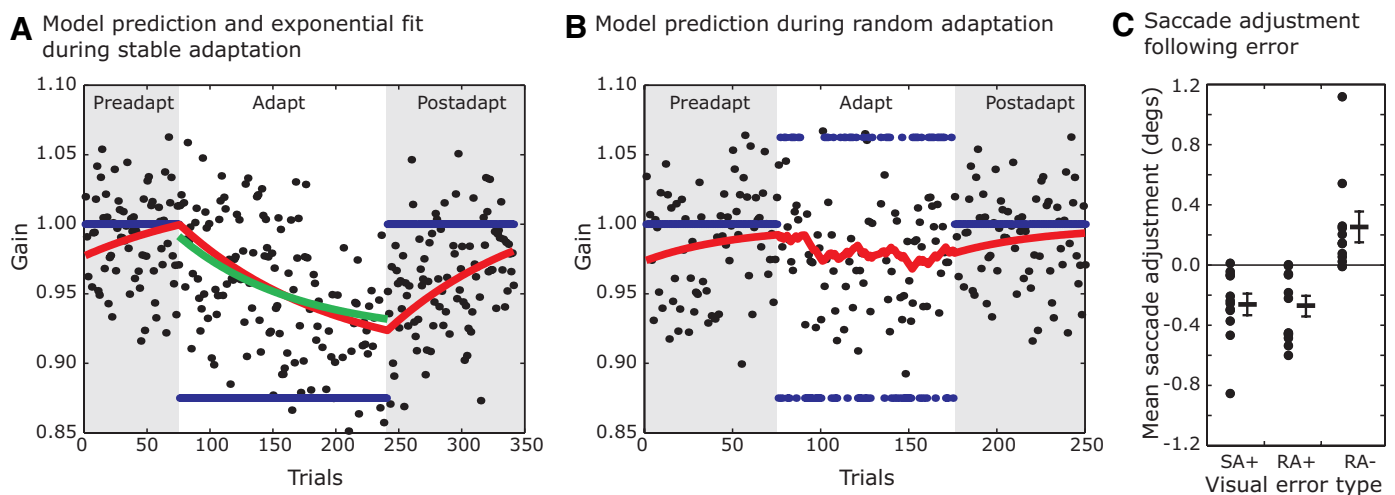 A Model prediction and exponential fit
during stable adaptation
Gain
1.10
1.05
1.00
0.95
0.90
0.85
Preadapt
Adapt
Postadapt
0 50 100 150 200 250 300 350
Trials
B Model prediction during random adaptation
Gain
1.10
1.05
1.00
0.95
0.90
0.85
Preadapt
Adapt
Postadapt
0 50 100 150 200 250
Trials
C Saccade adjustment
following error
Mean saccade adjustment (degs)
1.2
0.8
0.4
0.0
-0.4
-0.8
-1.2
SA+ RA+ RA-
Visual error type